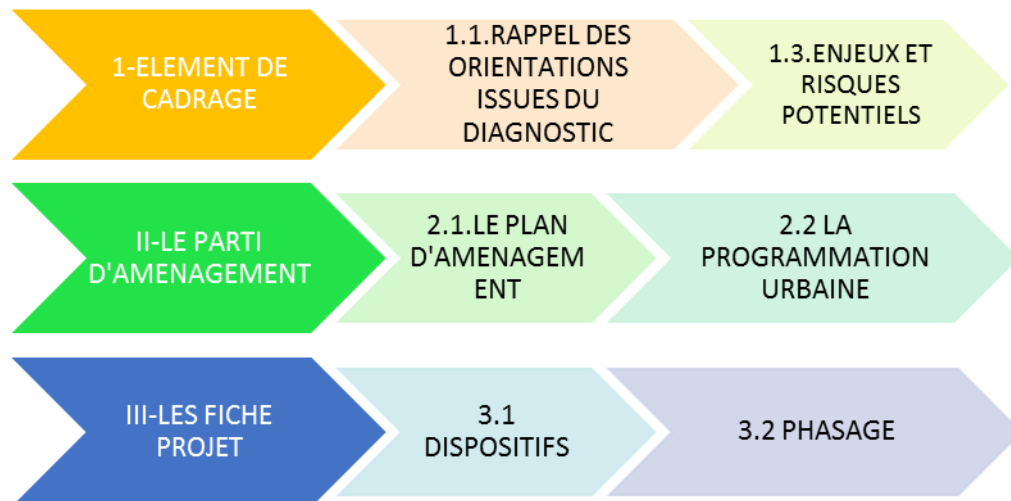 1-ELEMENT DE
CADRAGE
1.1.RAPPEL DES
ORIENTATIONS
ISSUES DU
DIAGNOSTIC
1.3.ENJEUX ET
RISQUES
POTENTIELS
II-LE PARTI
D'AMENAGEMENT
2.1.LE PLAN
D'AMENAGEM
ENT
2.2 LA
PROGRAMMATION
URBAINE
III-LES FICHE
PROJET
3.1
DISPOSITIFS
3.2 PHASAGE